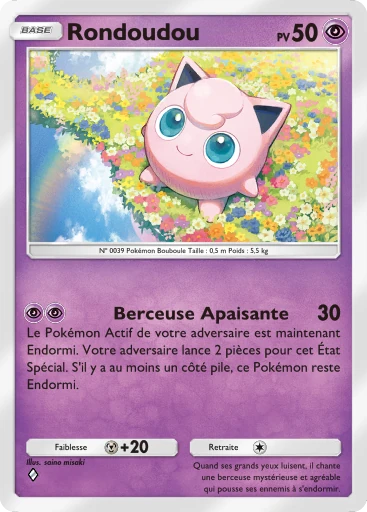 BASE Rondoudou PV 50
N° 0039 Pokémon Bouboule Taille : 0,5 m Poids : 5,5 kg
Berceuse Apaisante 30
Le Pokémon Actif de votre adversaire est maintenant
Endormi. Votre adversaire lance 2 pièces pour cet État
Spécial. S'il y a au moins un côté pile, ce Pokémon reste
Endormi.
Faiblesse +20 Retraite
Illus. saino misaki
Quand ses grands yeux luisent, il chante
une berceuse mystérieuse et agréable
qui pousse ses ennemis à s'endormir.